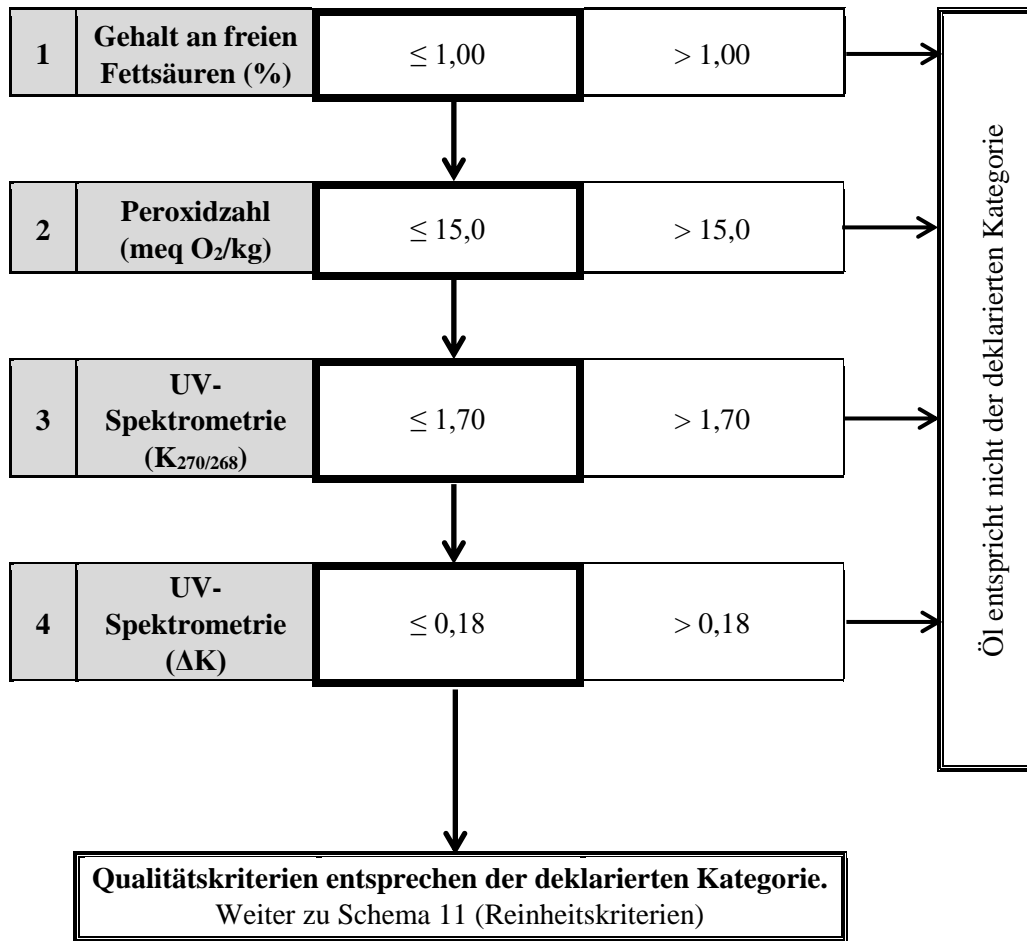 1
Gehalt an freien
Fettsäuren (%)
≤ 1,00
> 1,00
2
Peroxidzahl
(meq O₂/kg)
≤ 15,0
> 15,0
3
UV-
Spektrometrie
(K₂₇₀/₂₆₈)
≤ 1,70
> 1,70
4
UV-
Spektrometrie
(ΔK)
≤ 0,18
> 0,18
Öl entspricht nicht der deklarierten Kategorie
Qualitätskriterien entsprechen der deklarierten Kategorie.
Weiter zu Schema 11 (Reinheitskriterien)